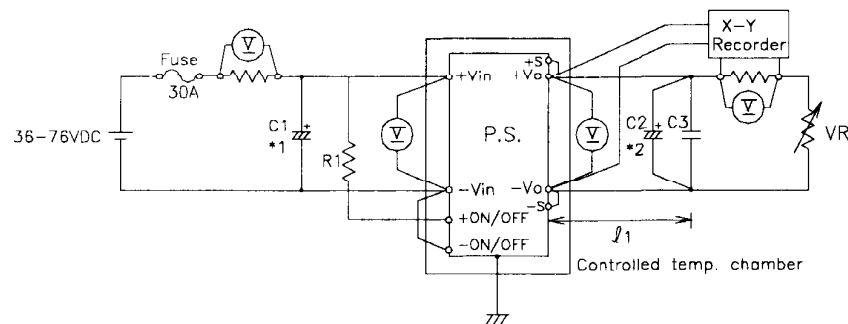 X-Y
Recorder
Fuse
30A
V
+S
+Vin
+Vo
36-76VDC
C1
*1
R1
V
P.S.
V
C2
*2
C3
V
VR
-Vin
-Vo
-S
+ON/OFF
-ON/OFF
ℓ1
Controlled temp. chamber
+
+